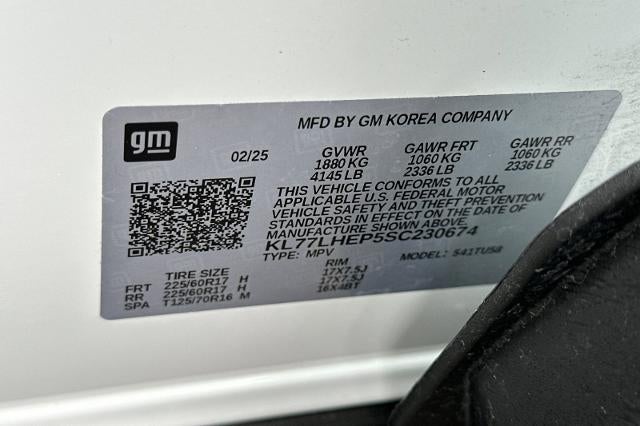 MFD BY GM KOREA COMPANY
gm
02/25
GVWR GAWR FRT GAWR RR
1880 KG 1060 KG 1060 KG
4145 LB 2336 LB 2336 LB
THIS VEHICLE CONFORMS TO ALL
APPLICABLE U.S. FEDERAL MOTOR
VEHICLE SAFETY AND THEFT PREVENTION
STANDARDS IN EFFECT ON THE DATE OF
MANUFACTURE SHOWN ABOVE.
KL77LHEP5SC230674
TYPE: MPV MODEL: 541TU58
TIRE SIZE RIM
FRT 225/60R17 H 17X7.5J
RR 225/60R17 H 17X7.5J
SPA T125/70R16 M 16X4BT